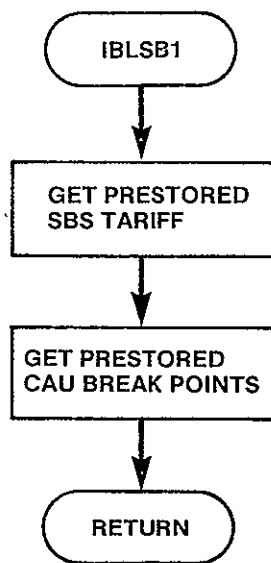 IBLSB1
GET PRESTORED
SBS TARIFF
GET PRESTORED
CAU BREAK POINTS
RETURN